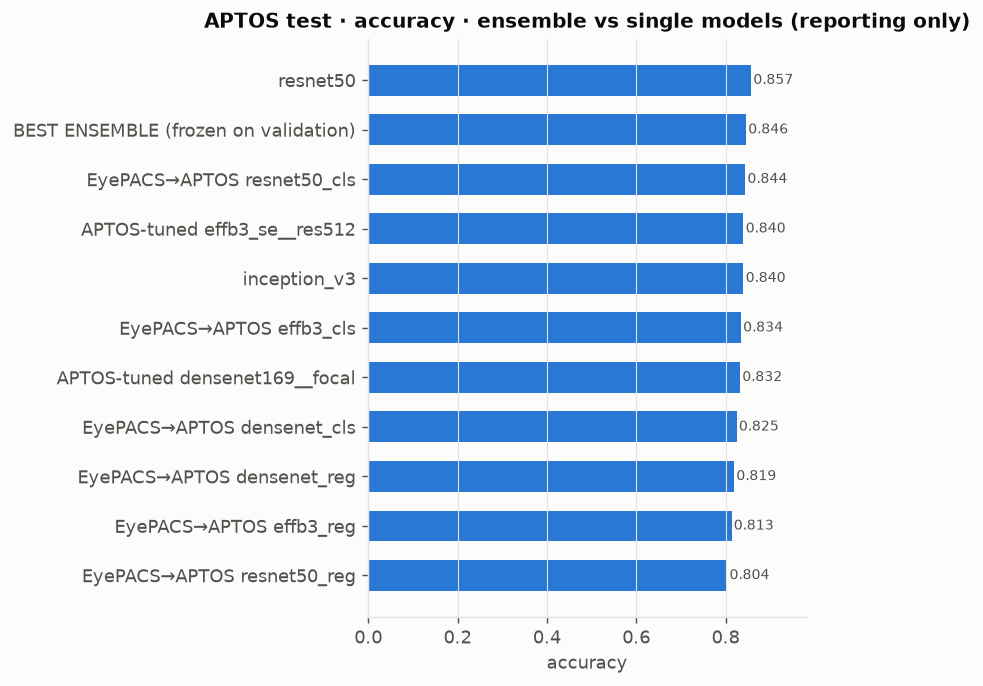 APTOS test · accuracy · ensemble vs single models (reporting only)
resnet50 0.857
BEST ENSEMBLE (frozen on validation) 0.846
EyePACS→APTOS resnet50_cls 0.844
APTOS-tuned effb3_se__res512 0.840
inception_v3 0.840
EyePACS→APTOS effb3_cls 0.834
APTOS-tuned densenet169__focal 0.832
EyePACS→APTOS densenet_cls 0.825
EyePACS→APTOS densenet_reg 0.819
EyePACS→APTOS effb3_reg 0.813
EyePACS→APTOS resnet50_reg 0.804
0.0 0.2 0.4 0.6 0.8
accuracy